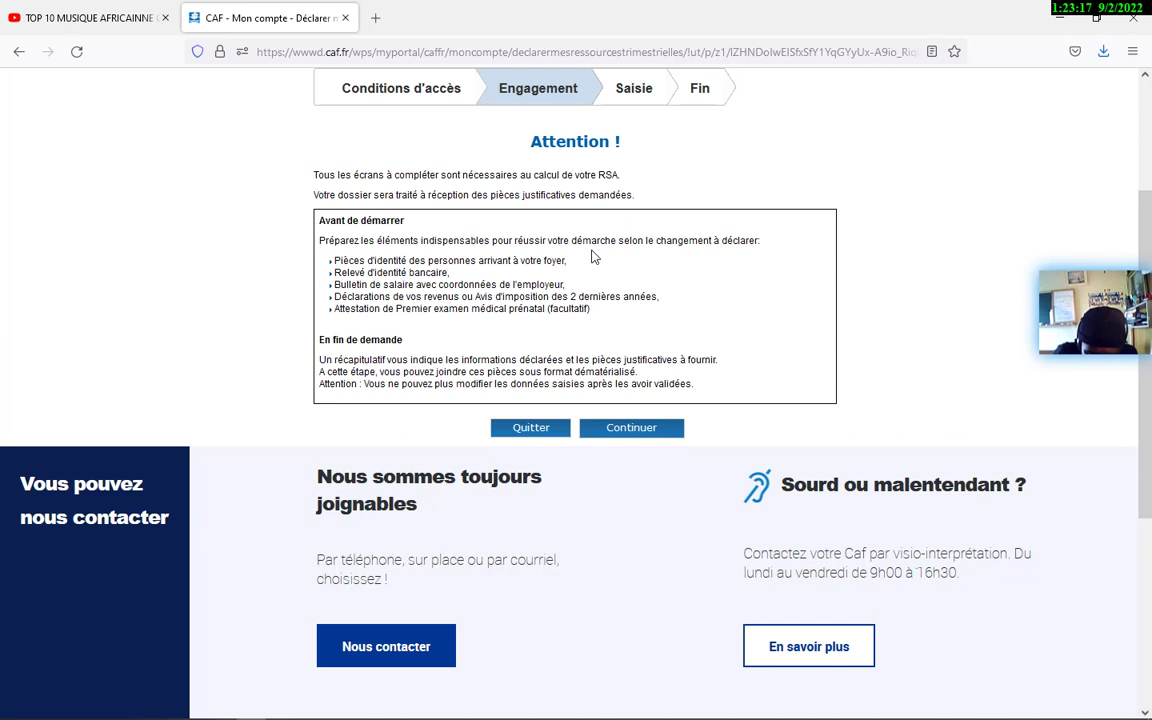 TOP 10 MUSIQUE AFRICAINNE
CAF - Mon compte - Déclarer
1:23:17 9/2/2022
https://wwwd.caf.fr/wps/myportal/caffr/moncompte/declarermesressourcestrimestrielles/
Conditions d'accès
Engagement
Saisie
Fin
Attention !
Tous les écrans à compléter sont nécessaires au calcul de votre RSA.
Votre dossier sera traité à réception des pièces justificatives demandées.
Avant de démarrer
Préparez les éléments indispensables pour réussir votre démarche selon le changement à déclarer:
Pièces d'identité des personnes arrivant à votre foyer,
Relevé d'identité bancaire,
Bulletin de salaire avec coordonnées de l'employeur,
Déclarations de vos revenus ou Avis d'imposition des 2 dernières années,
Attestation de Premier examen médical prénatal (facultatif)
En fin de demande
Un récapitulatif vous indique les informations déclarées et les pièces justificatives à fournir.
A cette étape, vous pouvez joindre ces pièces sous format dématérialisé.
Attention : Vous ne pouvez plus modifier les données saisies après les avoir validées.
Quitter
Continuer
Vous pouvez
nous contacter
Nous sommes toujours
joignables
Par téléphone, sur place ou par courriel,
choisissez !
Nous contacter
Sourd ou malentendant ?
Contactez votre Caf par visio-interprétation. Du
lundi au vendredi de 9h00 à 16h30.
En savoir plus